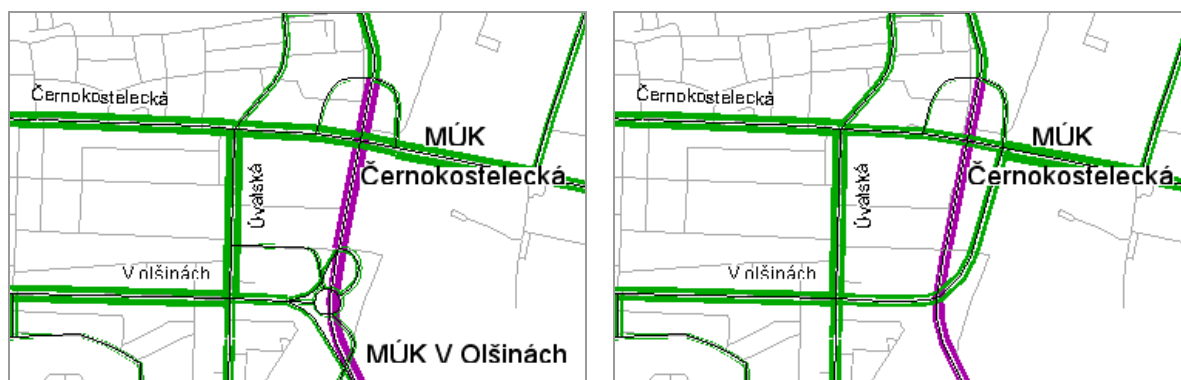 Černokostelecká
MÚK
Černokostelecká
Úvalská
V olšinách
MÚK V Olšinách
Černokostelecká
MÚK
Černokostelecká
Úvalská
V olšinách